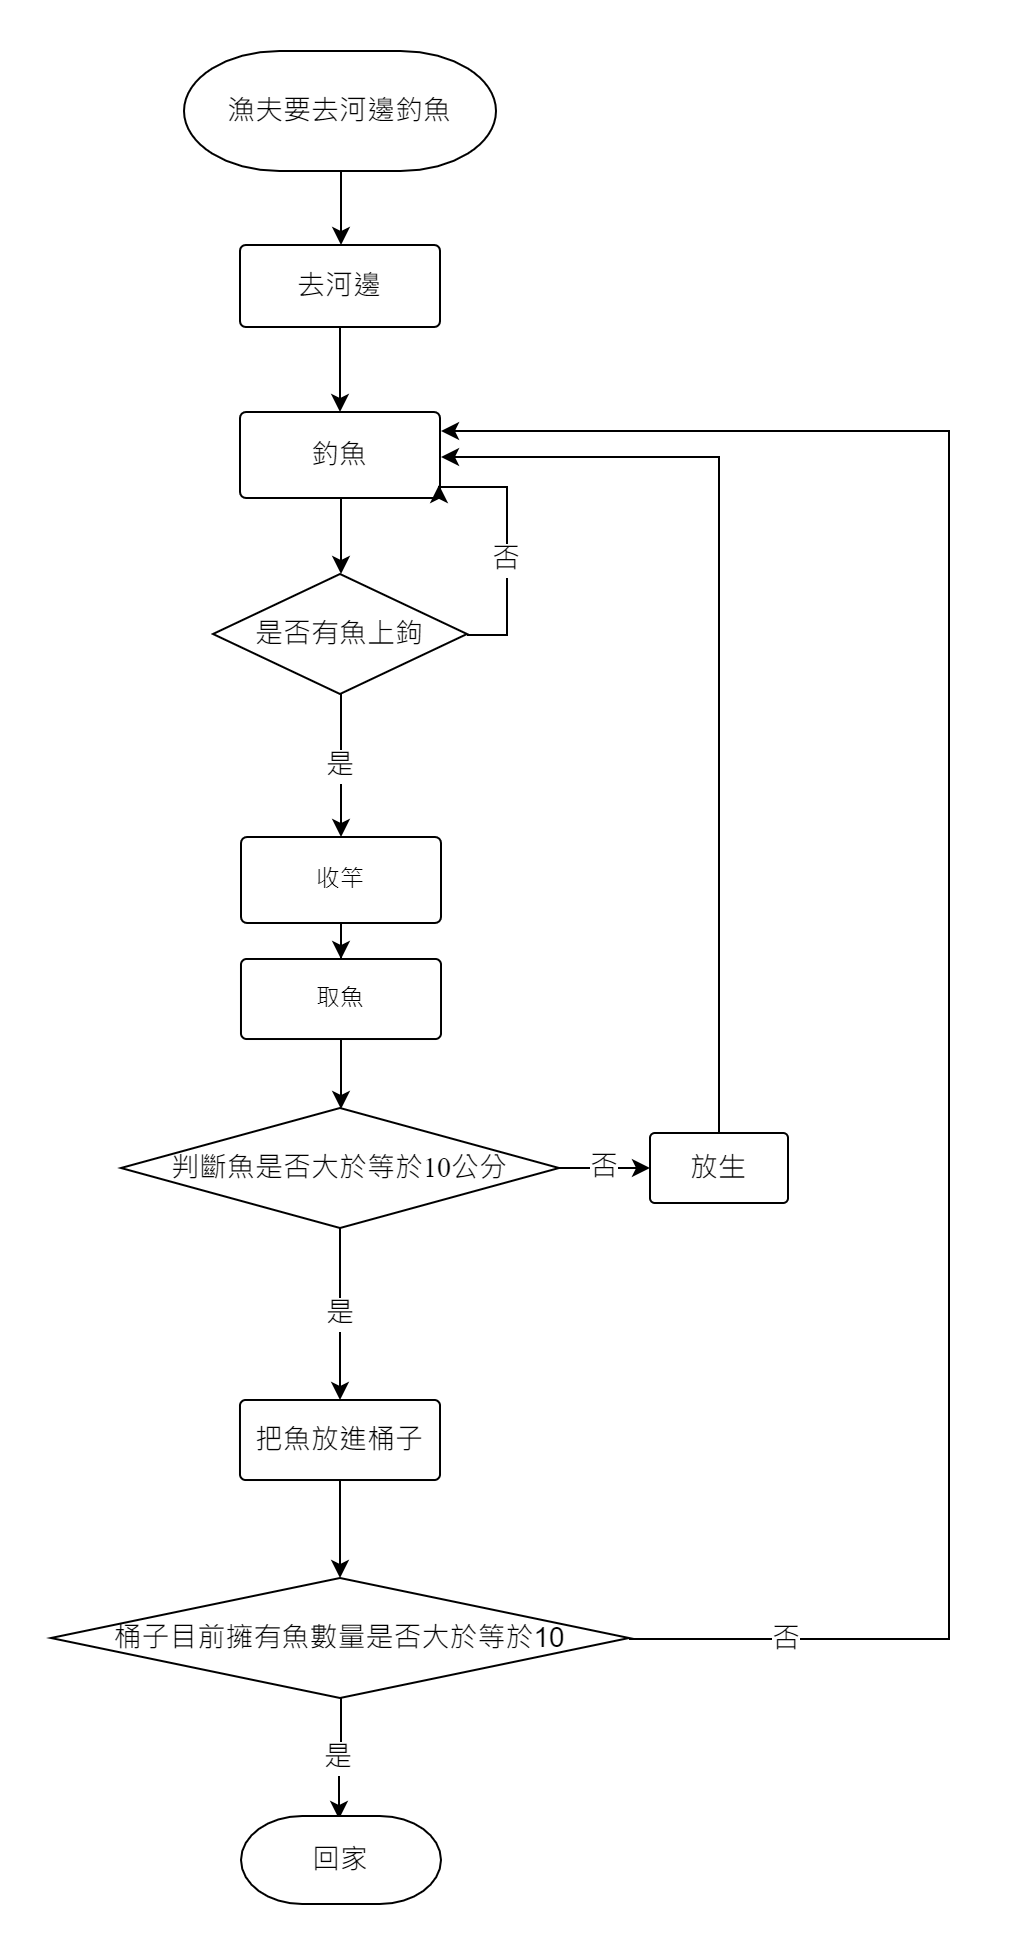 漁夫要去河邊釣魚
去河邊
釣魚
否
是否有魚上鉤
是
收竿
取魚
判斷魚是否大於等於10公分
否
放生
是
把魚放進桶子
桶子目前擁有魚數量是否大於等於10
否
是
回家